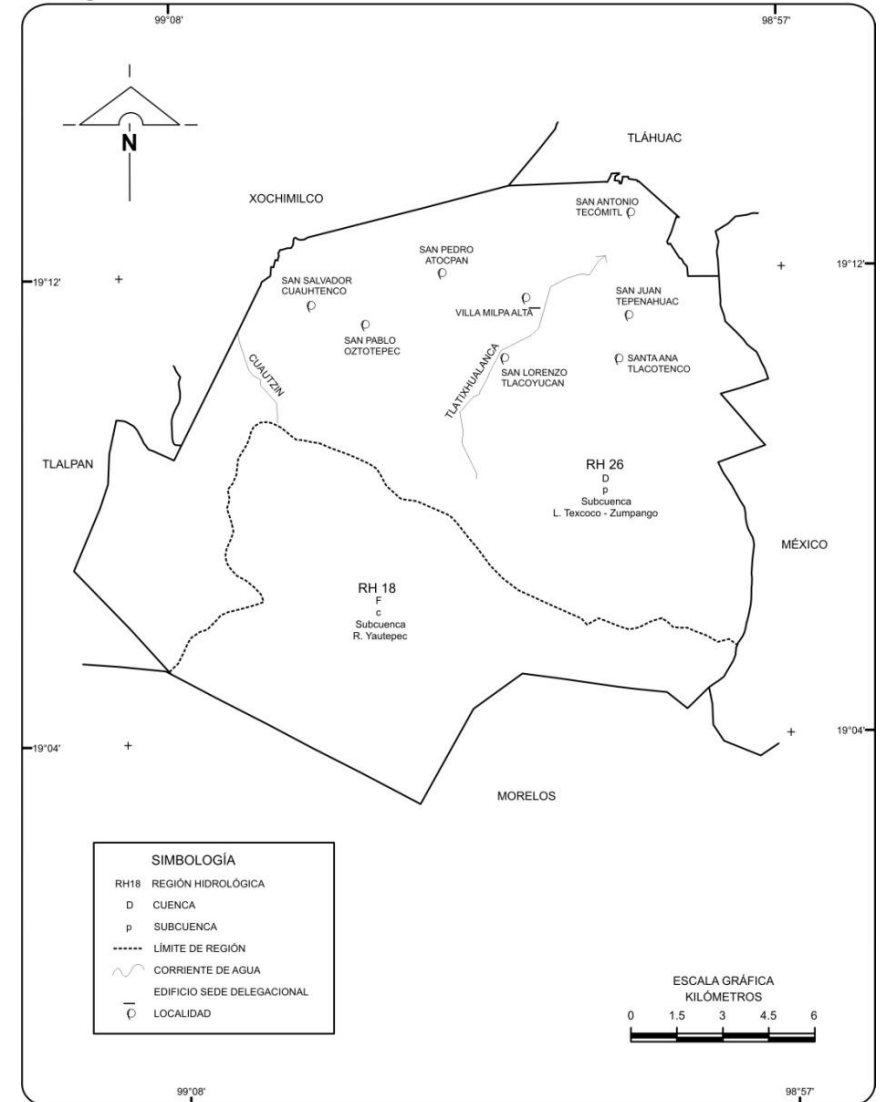 99°08'
98°57'
N
TLÁHUAC
XOCHIMILCO
SAN ANTONIO
TECÓMITL
SAN PEDRO
ATOCPAN
19°12'
19°12'
SAN SALVADOR
CUAUHTENCO
SAN JUAN
TEPENAHUAC
VILLA MILPA ALTA
SAN PABLO
OZTOTEPEC
CUAUTZIN
TLATIXHUALANCA
SAN LORENZO
TLACOYUCAN
SANTA ANA
TLACOTENCO
TLALPAN
RH 26
D
p
Subcuenca
L. Texcoco - Zumpango
MÉXICO
RH 18
F
c
Subcuenca
R. Yautepec
19°04'
19°04'
MORELOS
SIMBOLOGÍA
RH18 REGIÓN HIDROLÓGICA
D CUENCA
p SUBCUENCA
LÍMITE DE REGIÓN
CORRIENTE DE AGUA
EDIFICIO SEDE DELEGACIONAL
LOCALIDAD
ESCALA GRÁFICA
KILÓMETROS
0 1.5 3 4.5 6
99°08'
98°57'